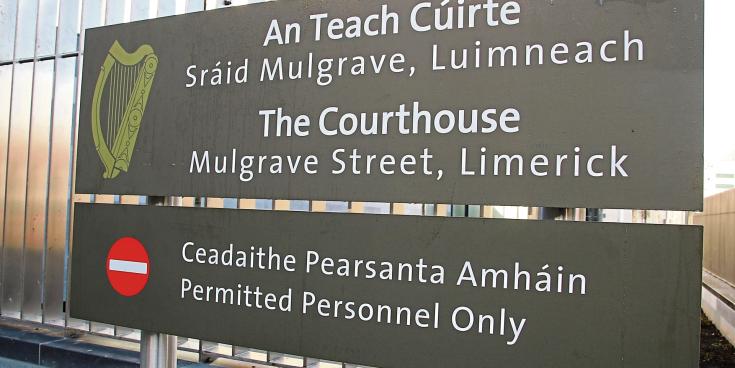 An Teach Cúirte
Sráid Mulgrave, Luimneach
The Courthouse
Mulgrave Street, Limerick
Ceadaithe Pearsanta Amháin
Permitted Personnel Only